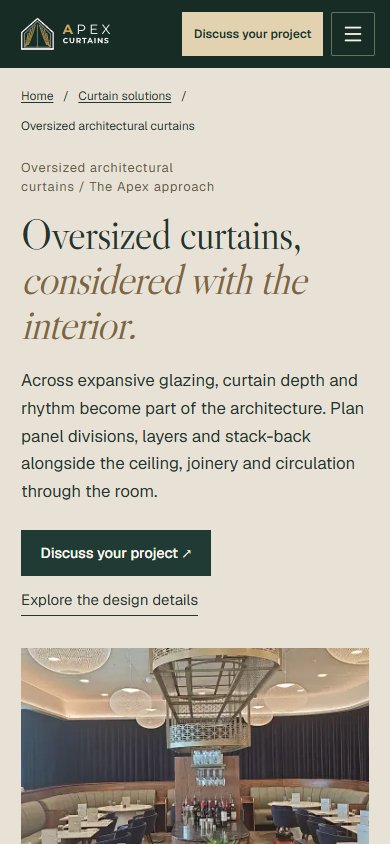 APEX
CURTAINS
Discuss your project
Home / Curtain solutions /
Oversized architectural curtains
Oversized architectural
curtains / The Apex approach
Oversized curtains,
considered with the
interior.
Across expansive glazing, curtain depth and
rhythm become part of the architecture. Plan
panel divisions, layers and stack-back
alongside the ceiling, joinery and circulation
through the room.
Discuss your project ↗
Explore the design details